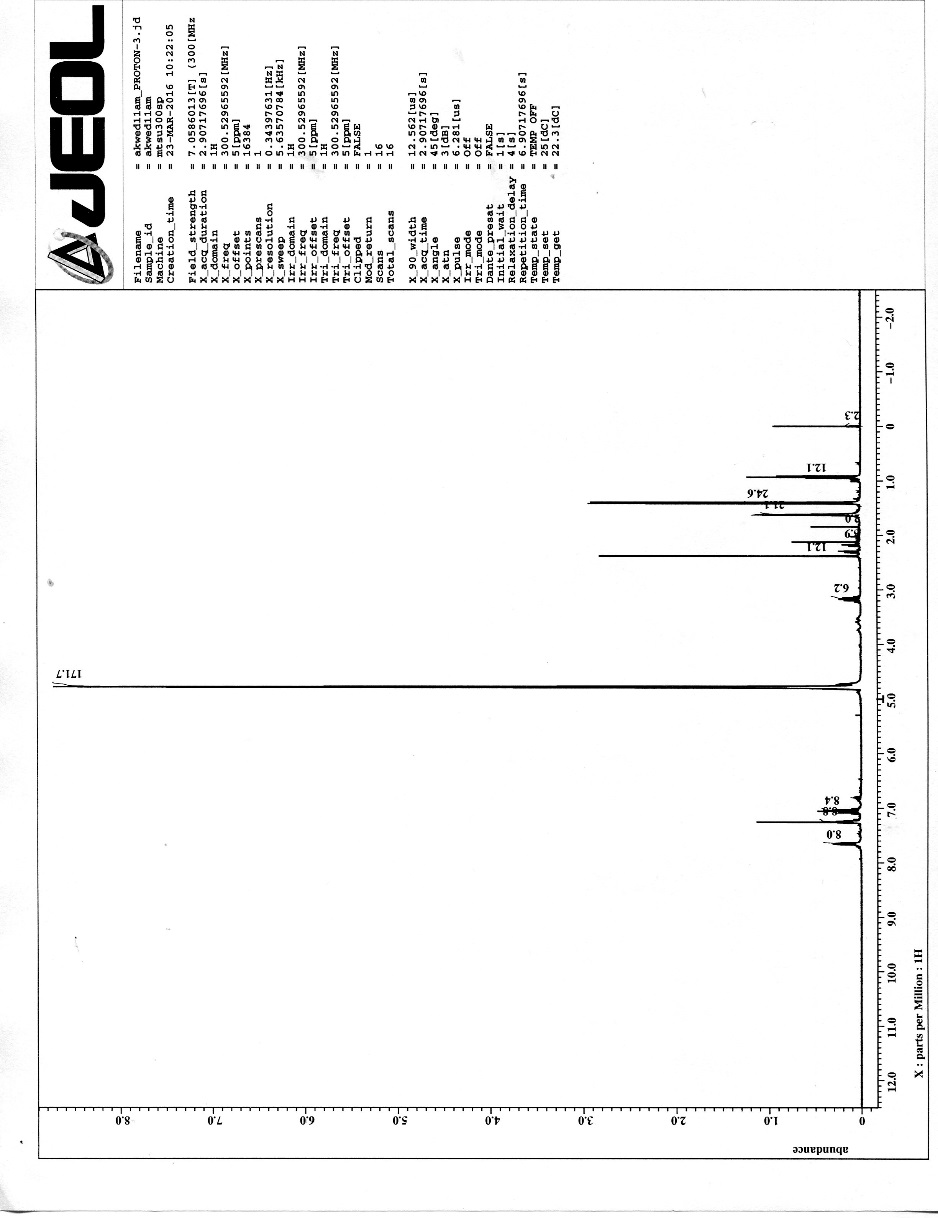 JEOL
Filename = akwediiam_PROTON-3.jd
Sample_id = akwediiam
Machine = mtsu300sp
Creation_time = 23-MAR-2016 10:22:05
Field_strength = 7.0586013[T] (300[MHz
X_acq_duration = 2.90717696[s]
X_domain = 1H
X_freq = 300.52965592[MHz]
X_offset = 5[ppm]
X_points = 16384
X_prescans = 1
X_resolution = 0.34397631[Hz]
X_sweep = 5.63570784[kHz]
Irr_domain = 1H
Irr_freq = 300.52965592[MHz]
Irr_offset = 5[ppm]
Tri_domain = 1H
Tri_freq = 300.52965592[MHz]
Tri_offset = 5[ppm]
Clipped = FALSE
Mod_return = 1
Scans = 16
Total_scans = 16
X_90_width = 12.562[us]
X_acq_time = 2.90717696[s]
X_angle = 45[deg]
X_atn = 3[dB]
X_pulse = 6.281[us]
Irr_mode = Off
Tri_mode = Off
Dante_presat = FALSE
Initial_wait = 1[s]
Relaxation_delay = 4[s]
Repetition_time = 6.90717696[s]
Temp_state = TEMP OFF
Temp_set = 25[dC]
Temp_get = 22.3[dC]
abundance
0 1.0 2.0 3.0 4.0 5.0 6.0 7.0 8.0
8.0
8.8
8.4
171.7
6.2
12.1
21.1
24.6
12.1
2.3
12.0 11.0 10.0 9.0 8.0 7.0 6.0 5.0 4.0 3.0 2.0 1.0 0 -1.0 -2.0
X : parts per Million : 1H